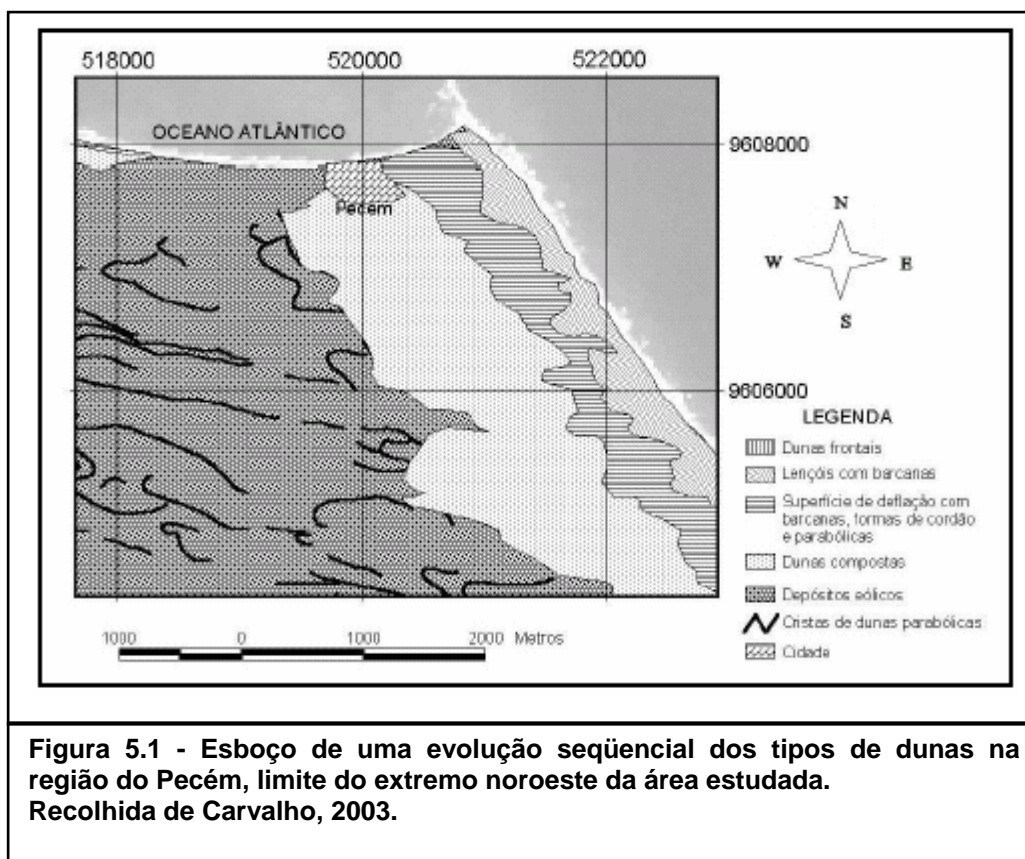 518000 520000 522000
OCEANO ATLÂNTICO
9608000
Pecém
N
W E
S
9606000
LEGENDA
Dunas frontais
Lençóis com barcanas
Superfície de deflação com
barcanas, formas de cordão
e parabólicas
Dunas compostas
Depósitos eólicos
Cristas de dunas parabólicas
Cidade
1000 0 1000 2000 Metros
Figura 5.1 - Esboço de uma evolução seqüencial dos tipos de dunas na
região do Pecém, limite do extremo noroeste da área estudada.
Recolhida de Carvalho, 2003.